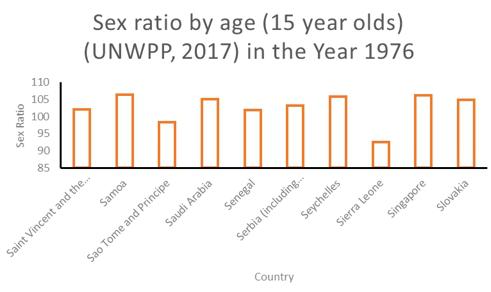 Sex ratio by age (15 year olds)
(UNWPP, 2017) in the Year 1976
110
105
100
95
90
85
Sex Ratio
Saint Vincent and the...
Samoa
Sao Tome and Principe
Saudi Arabia
Senegal
Serbia (including...
Seychelles
Sierra Leone
Singapore
Slovakia
Country